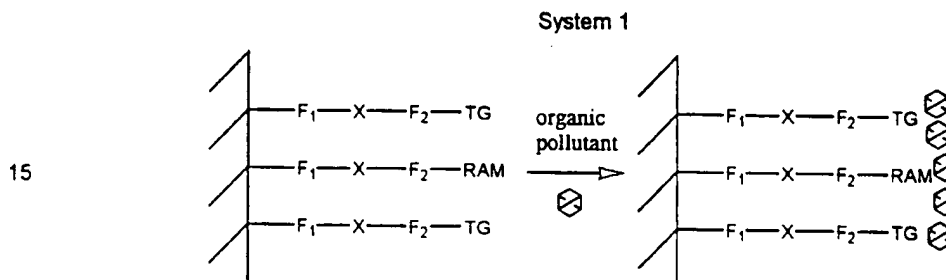 System 1
F₁—X—F₂—TG
organic
pollutant
F₁—X—F₂—TG
15
F₁—X—F₂—RAM
F₁—X—F₂—RAM
F₁—X—F₂—TG
F₁—X—F₂—TG